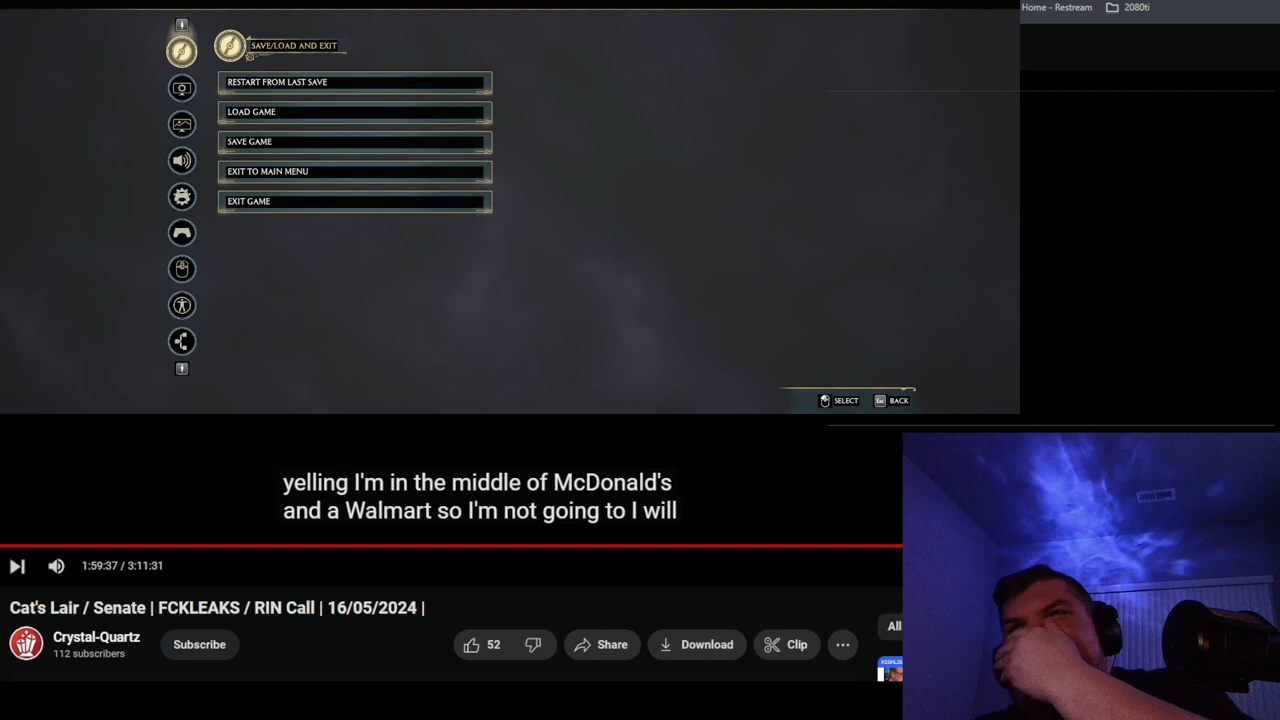 Home - Restream 2080ti
SAVE/LOAD AND EXIT
RESTART FROM LAST SAVE
LOAD GAME
SAVE GAME
EXIT TO MAIN MENU
EXIT GAME
SELECT Esc BACK
yelling I'm in the middle of McDonald's
and a Walmart so I'm not going to I will
1:59:37 / 3:11:31
Cat's Lair / Senate | FCKLEAKS / RIN Call | 16/05/2024 |
All
Crystal-Quartz
112 subscribers
Subscribe
52
Share
Download
Clip